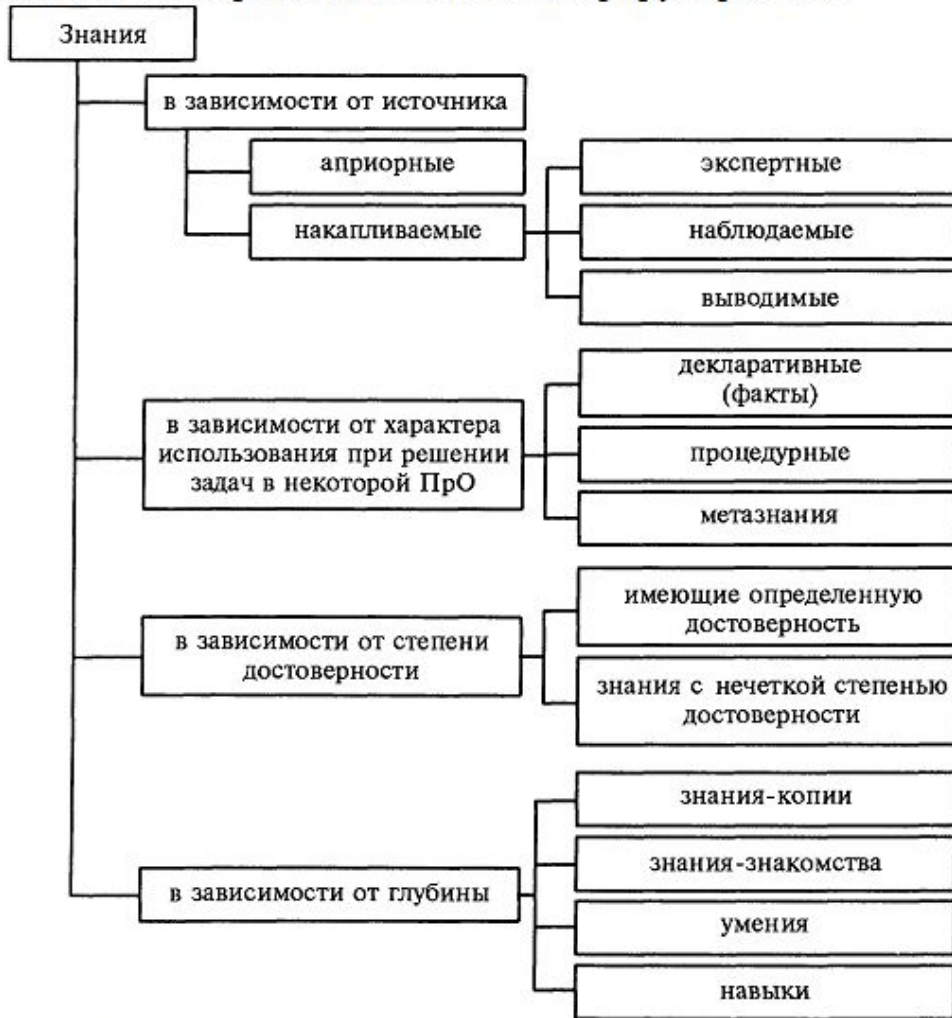 Знания
в зависимости от источника
априорные
накапливаемые
экспертные
наблюдаемые
выводимые
в зависимости от характера
использования при решении
задач в некоторой ПрО
декларативные
(факты)
процедурные
метазнания
в зависимости от степени
достоверности
имеющие определенную
достоверность
знания с нечеткой степенью
достоверности
в зависимости от глубины
знания-копии
знания-знакомства
умения
навыки